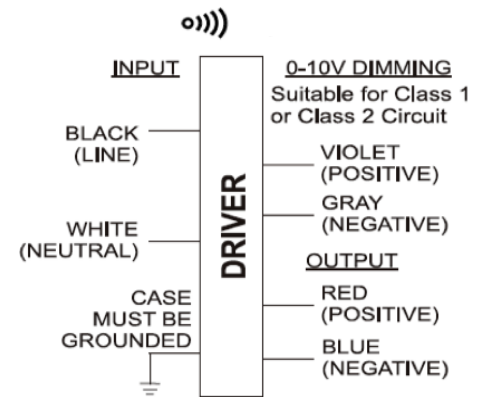 INPUT
BLACK
(LINE)
WHITE
(NEUTRAL)
CASE
MUST BE
GROUNDED
DRIVER
0-10V DIMMING
Suitable for Class 1
or Class 2 Circuit
VIOLET
(POSITIVE)
GRAY
(NEGATIVE)
OUTPUT
RED
(POSITIVE)
BLUE
(NEGATIVE)